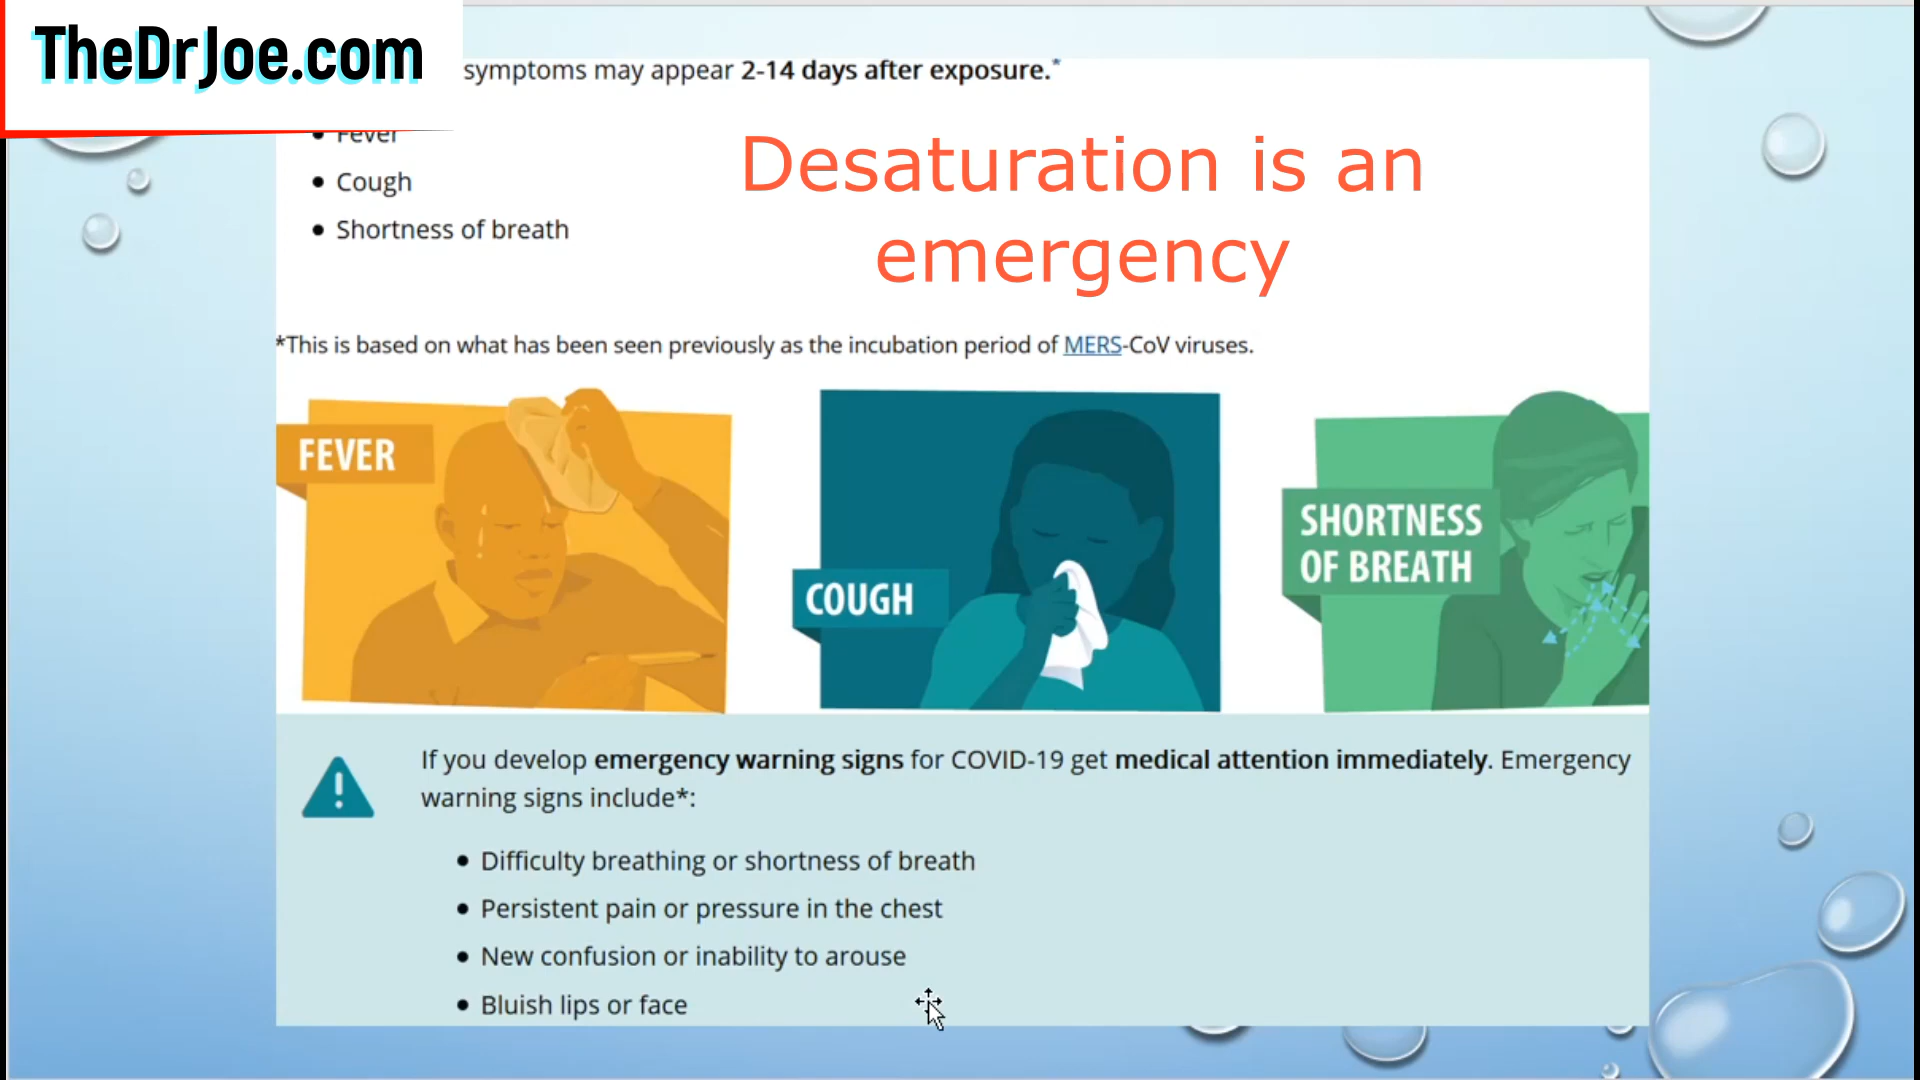 TheDrJoe.com
symptoms may appear 2-14 days after exposure.*
• Fever
• Cough
• Shortness of breath
Desaturation is an
emergency
*This is based on what has been seen previously as the incubation period of MERS-CoV viruses.
FEVER
COUGH
SHORTNESS
OF BREATH
If you develop emergency warning signs for COVID-19 get medical attention immediately. Emergency
warning signs include*:
• Difficulty breathing or shortness of breath
• Persistent pain or pressure in the chest
• New confusion or inability to arouse
• Bluish lips or face